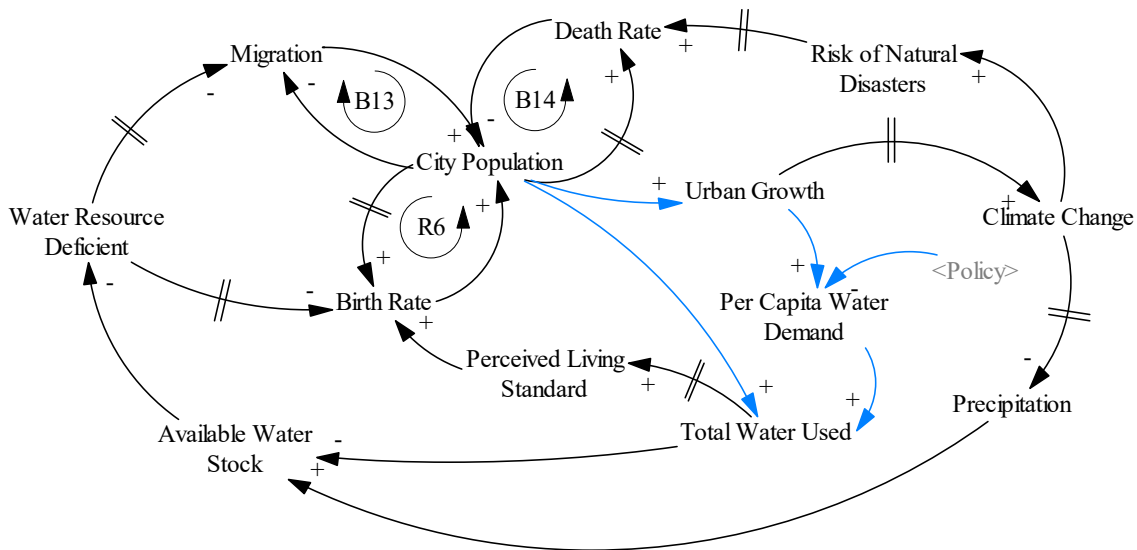 Death Rate
Migration
Risk of Natural
Disasters
B13
B14
City Population
Urban Growth
Water Resource
Deficient
R6
Climate Change
<Policy>
Birth Rate
Per Capita Water
Demand
Perceived Living
Standard
Precipitation
Available Water
Stock
Total Water Used
+
+
+
-
-
-
+
-
+
+
+
+
-
-
+
-
+
+
-
+
+
+
-
+